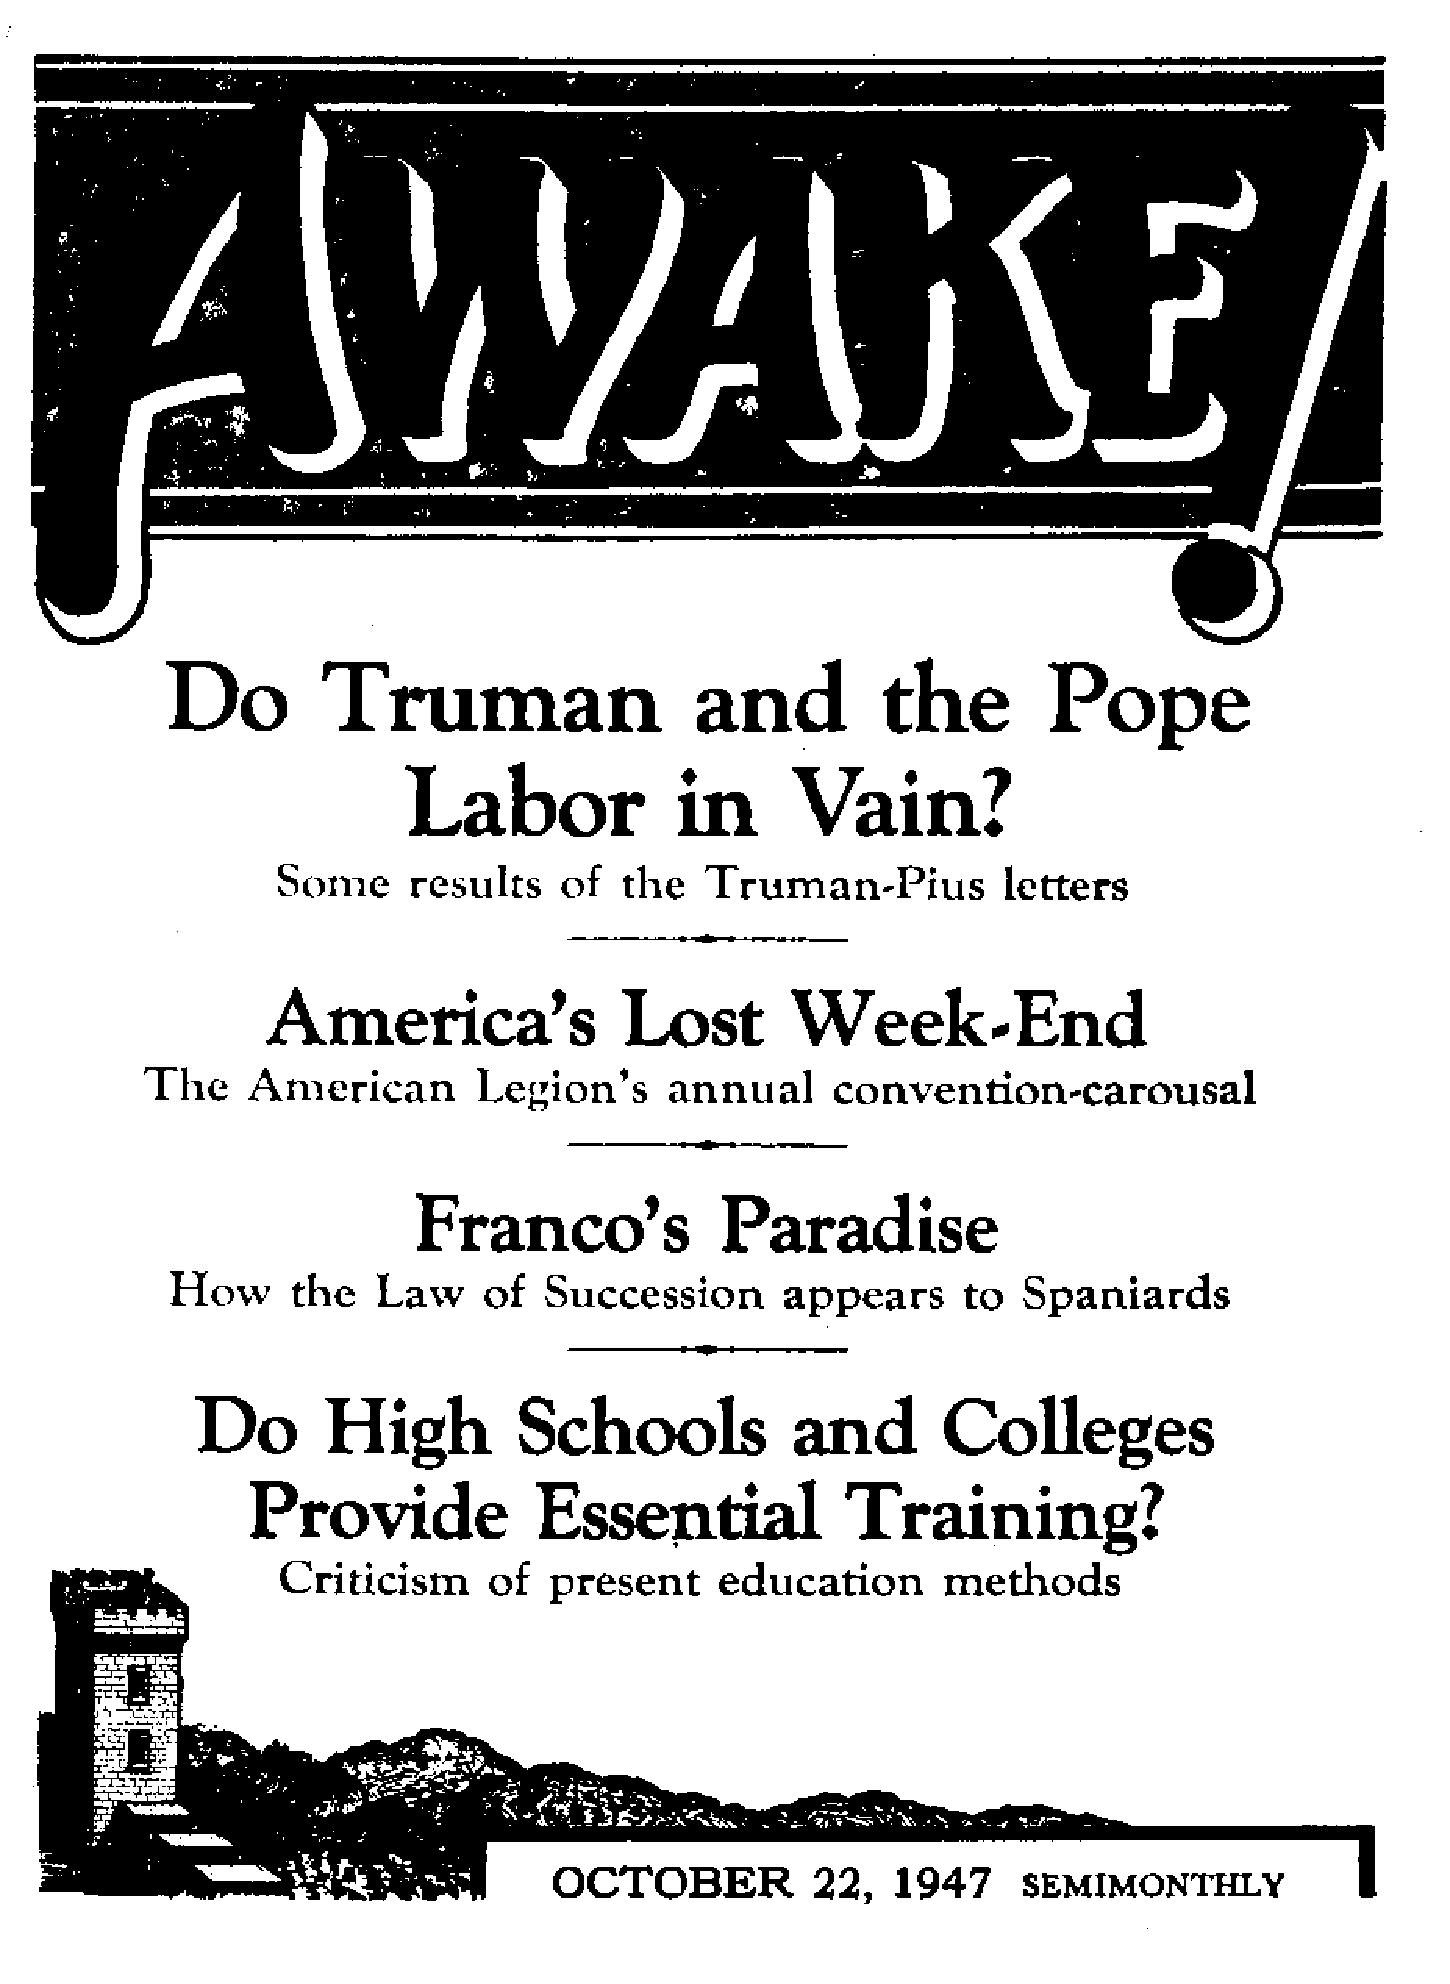 AWAKE!
Do Truman and the Pope
Labor in Vain?
Some results of the Truman-Pius letters
America's Lost Week-End
The American Legion's annual convention-carousal
Franco's Paradise
How the Law of Succession appears to Spaniards
Do High Schools and Colleges
Provide Essential Training?
Criticism of present education methods
OCTOBER 22, 1947 SEMIMONTHLY